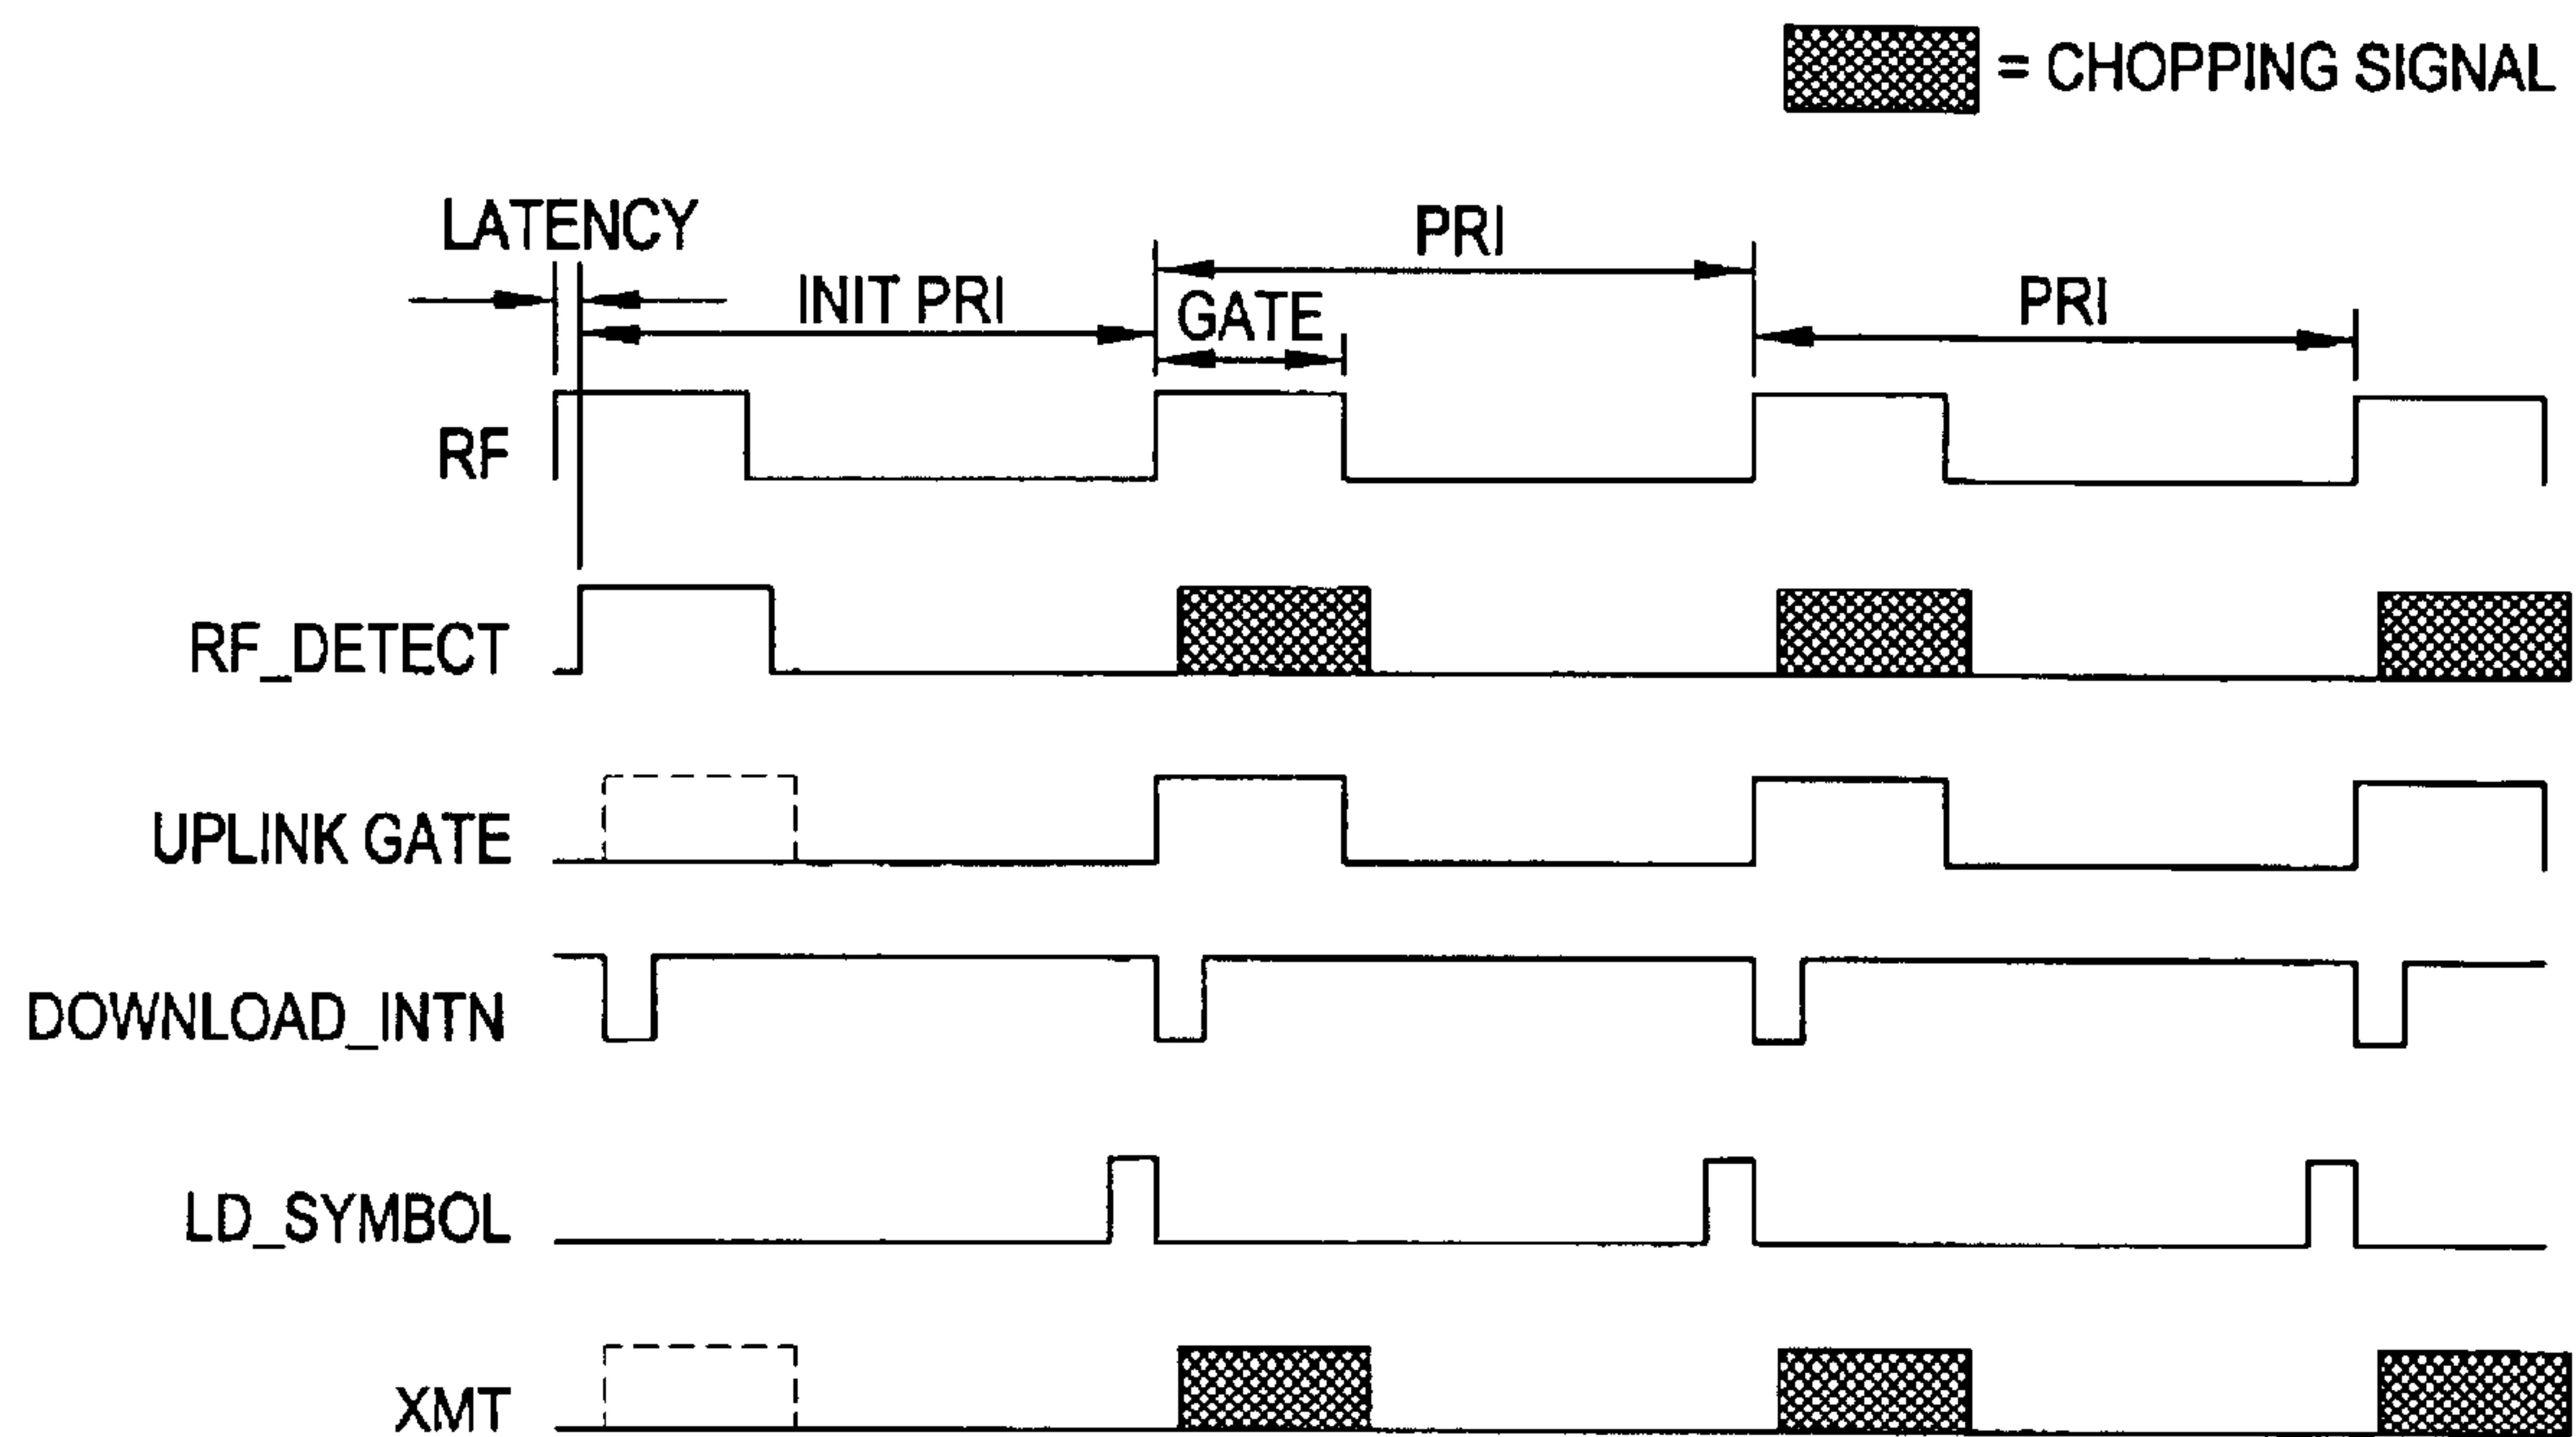 = CHOPPING SIGNAL
LATENCY
PRI
INIT PRI
GATE
PRI
RF
RF_DETECT
UPLINK GATE
DOWNLOAD_INTN
LD_SYMBOL
XMT